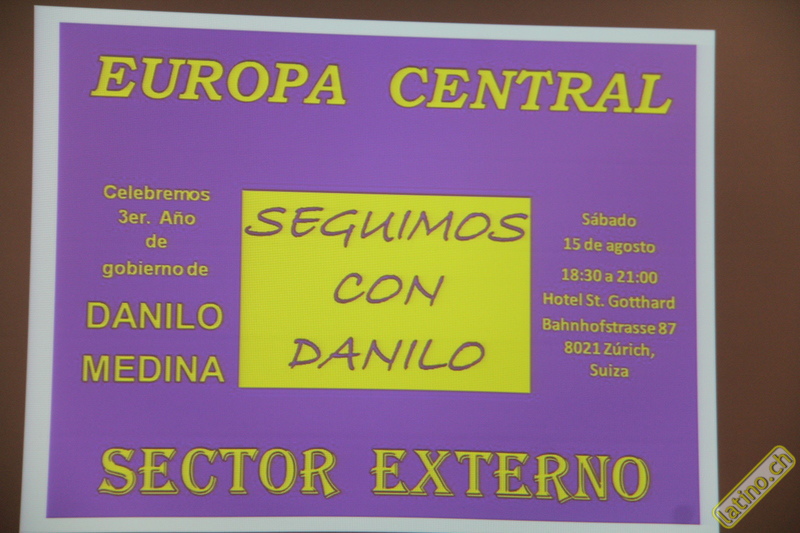 EUROPA CENTRAL
Celebremos
3er. Año
de
gobierno de
DANILO
MEDINA
SEGUIMOS
CON
DANILO
Sábado
15 de agosto
18:30 a 21:00
Hotel St. Gotthard
Bahnhofstrasse 87
8021 Zúrich,
Suiza
SECTOR EXTERNO
latino.ch